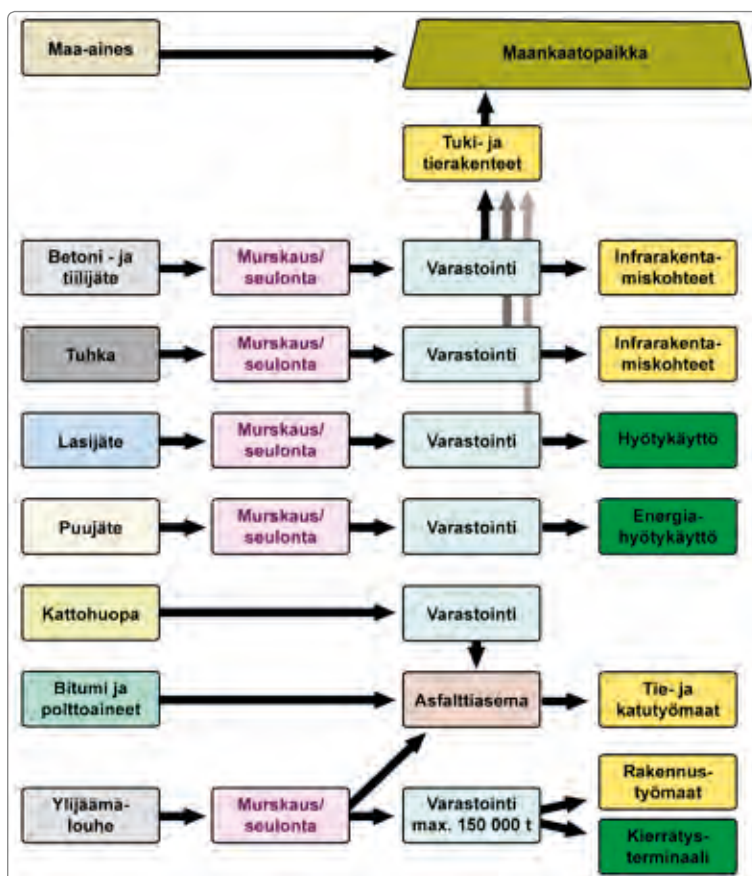 Maa-aines
Maankaatopaikka
Tuki- ja
tierakenteet
Betoni - ja
tiilijäte
Murskaus/
seulonta
Varastointi
Infrarakenta-
miskohteet
Tuhka
Murskaus/
seulonta
Varastointi
Infrarakenta-
miskohteet
Lasijäte
Murskaus/
seulonta
Varastointi
Hyötykäyttö
Puujäte
Murskaus/
seulonta
Varastointi
Energia-
hyötykäyttö
Kattohuopa
Varastointi
Bitumi ja
polttoaineet
Asfalttiasema
Tie- ja
katutyömaat
Ylijäämä-
louhe
Murskaus/
seulonta
Varastointi
max. 150 000 t
Rakennus-
työmaat
Kierrätys-
terminaali